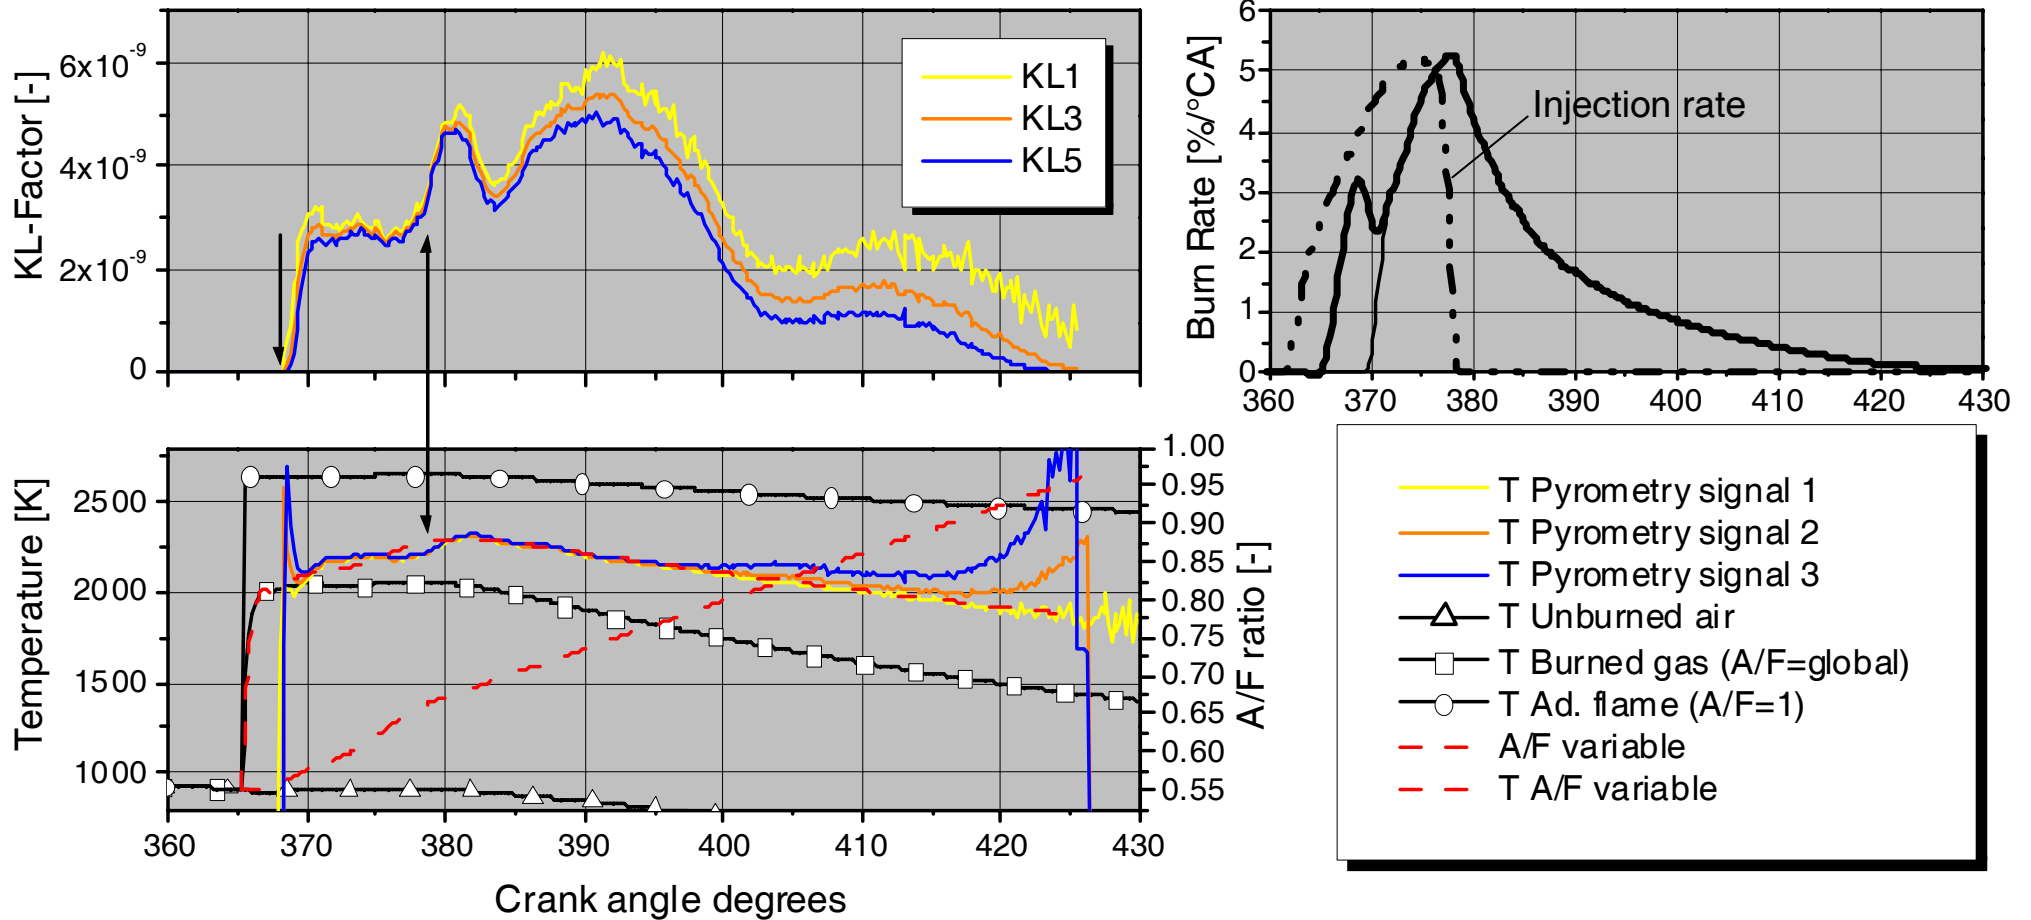 KL-Factor [-]
6x10⁻⁹
4x10⁻⁹
2x10⁻⁹
0
KL1
KL3
KL5
Burn Rate [%/°CA]
6
5
4
3
2
1
0
Injection rate
360 370 380 390 400 410 420 430
Temperature [K]
2500
2000
1500
1000
1.00
0.95
0.90
0.85
0.80
0.75
0.70
0.65
0.60
0.55
A/F ratio [-]
360 370 380 390 400 410 420 430
Crank angle degrees
T Pyrometry signal 1
T Pyrometry signal 2
T Pyrometry signal 3
T Unburned air
T Burned gas (A/F=global)
T Ad. flame (A/F=1)
A/F variable
T A/F variable